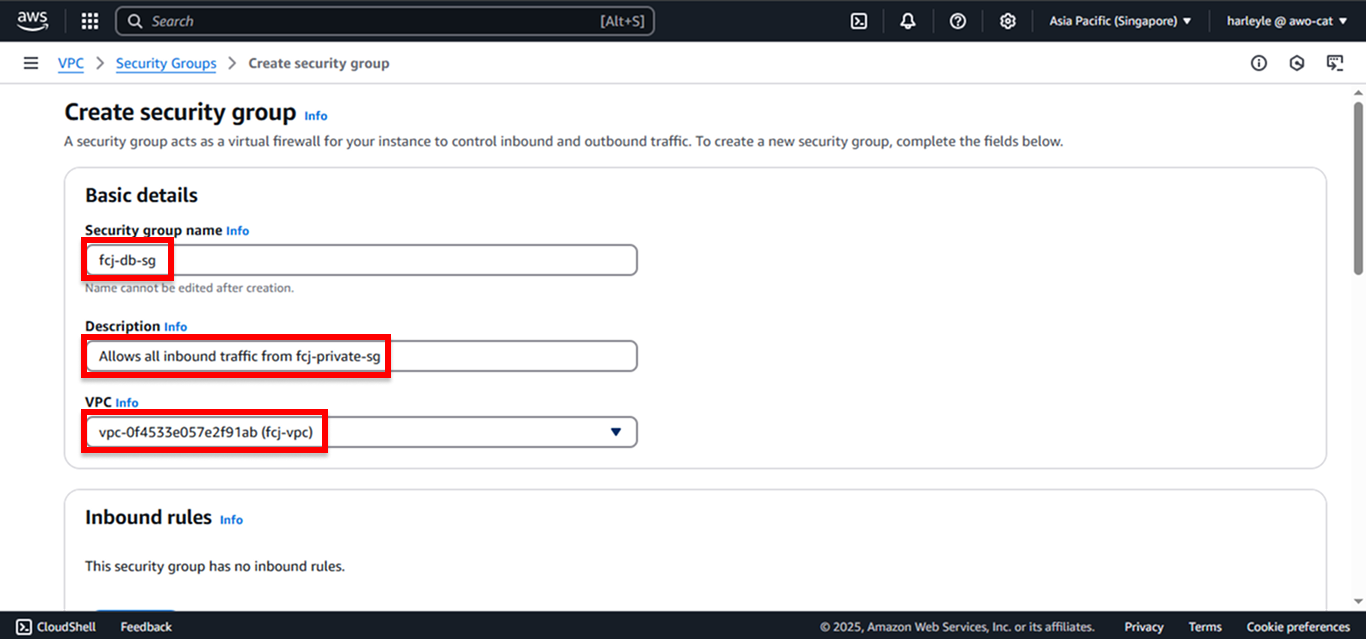 aws Search [Alt+S] Asia Pacific (Singapore) harleyle @ awo-cat
VPC > Security Groups > Create security group
Create security group Info
A security group acts as a virtual firewall for your instance to control inbound and outbound traffic. To create a new security group, complete the fields below.
Basic details
Security group name Info
fcj-db-sg
Name cannot be edited after creation.
Description Info
Allows all inbound traffic from fcj-private-sg
VPC Info
vpc-0f4533e057e2f91ab (fcj-vpc)
Inbound rules Info
This security group has no inbound rules.
CloudShell Feedback © 2025, Amazon Web Services, Inc. or its affiliates. Privacy Terms Cookie preferences